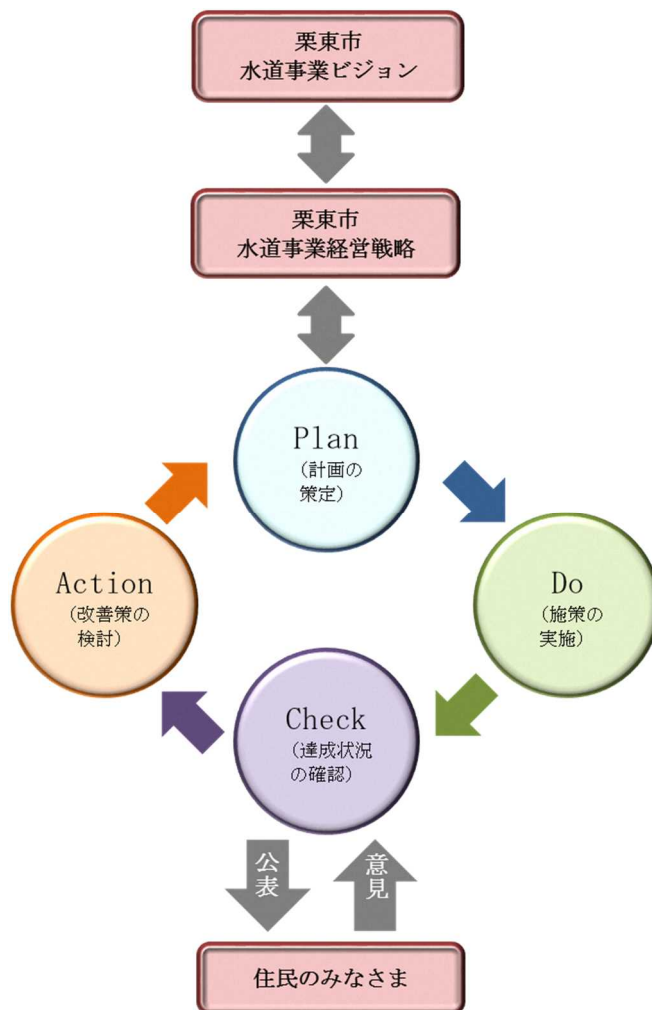 栗東市
水道事業ビジョン
栗東市
水道事業経営戦略
Plan
(計画の
策定)
Action
(改善策の
検討)
Do
(施策の
実施)
Check
(達成状況
の確認)
公表
意見
住民のみなさま